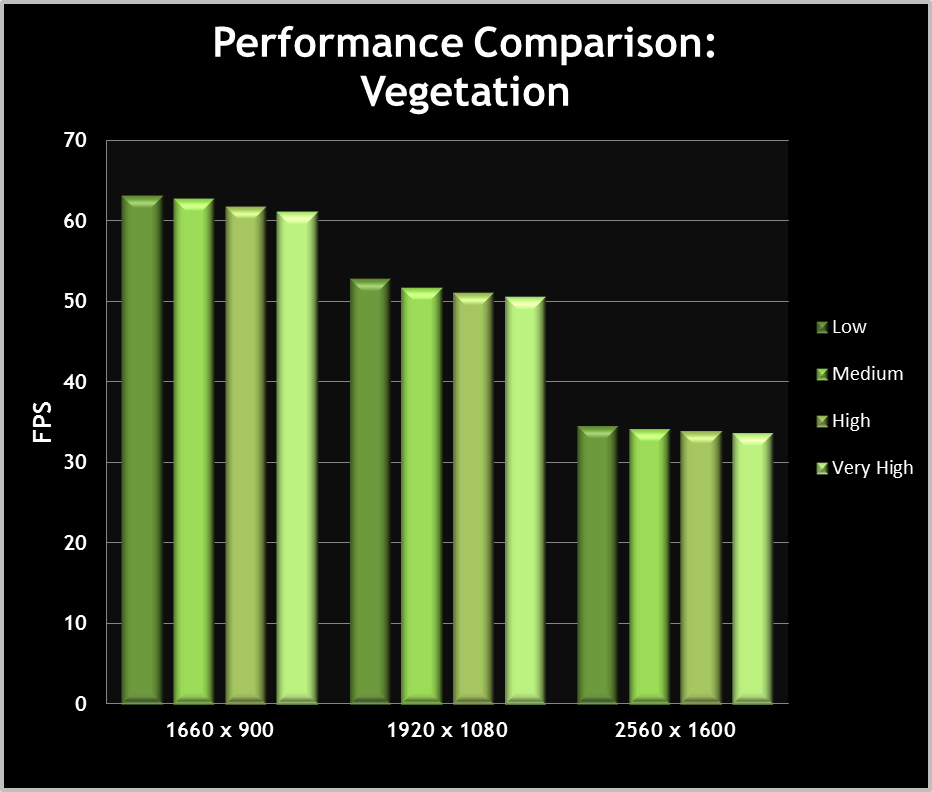 Performance Comparison:
Vegetation
70
60
50
40
30
20
10
0
FPS
1660 x 900
1920 x 1080
2560 x 1600
Low
Medium
High
Very High